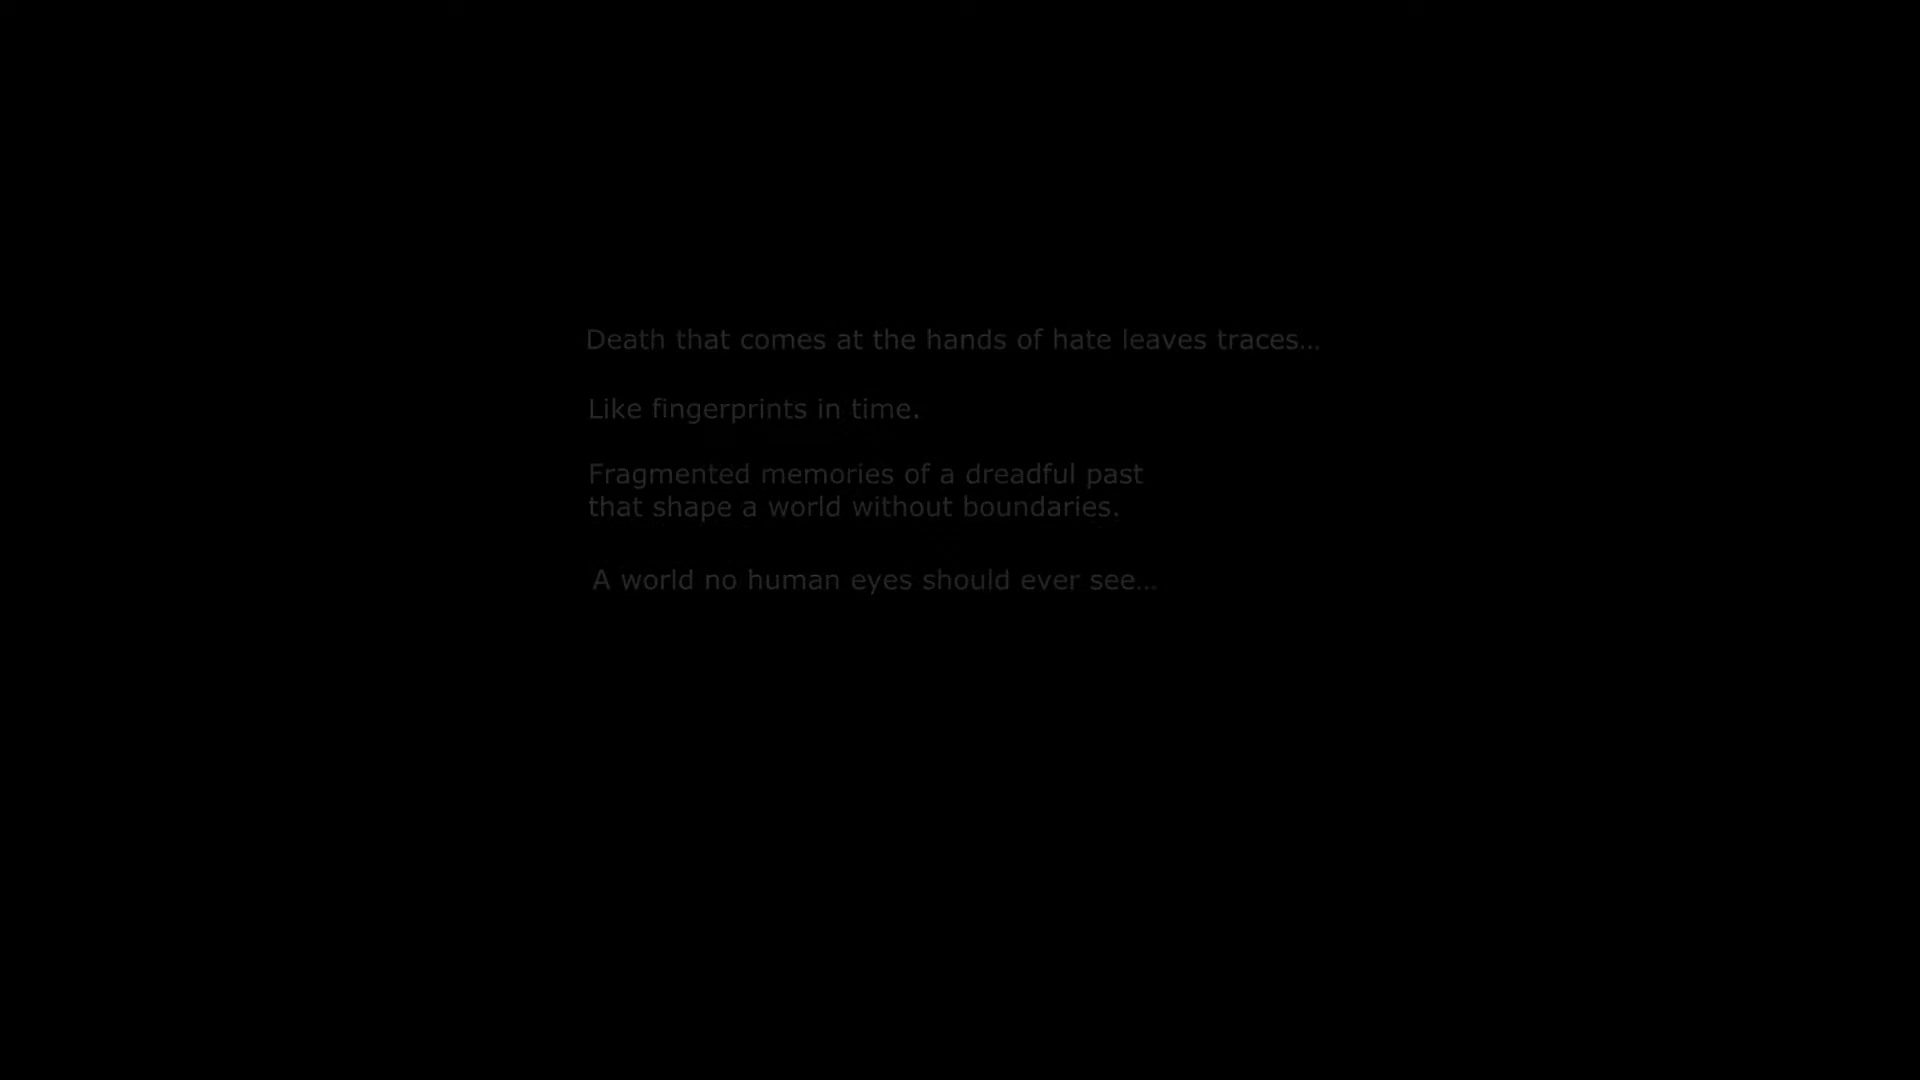 Death that comes at the hands of hate leaves traces...
Like fingerprints in time.
Fragmented memories of a dreadful past
that shape a world without boundaries.
A world no human eyes should ever see...